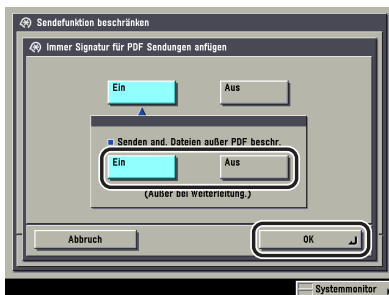 Sendefunktion beschränken
Immer Signatur für PDF Sendungen anfügen
Ein Aus
Senden and. Dateien außer PDF beschr.
Ein Aus
(Außer bei Weiterleitung.)
Abbruch OK
Systemmonitor